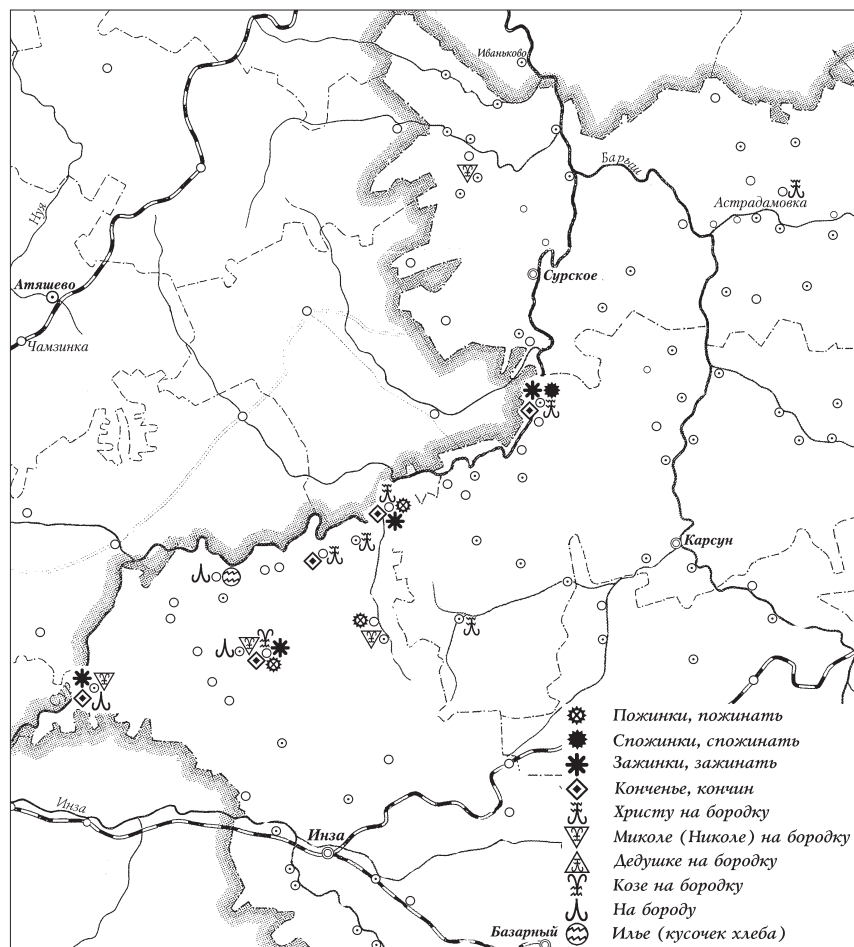 Иваньково
Барыш
Нуя
Астрадамовка
Сурское
Атяшево
Чамзинка
Карсун
Пожинки, пожинать
Спожинки, спожинать
Зажинки, зажинать
Конченье, кончин
Христу на бородку
Инза
Миколе (Николе) на бородку
Инза
Дедушке на бородку
Козе на бородку
На бороду
Базарный
Илье (кусочек хлеба)